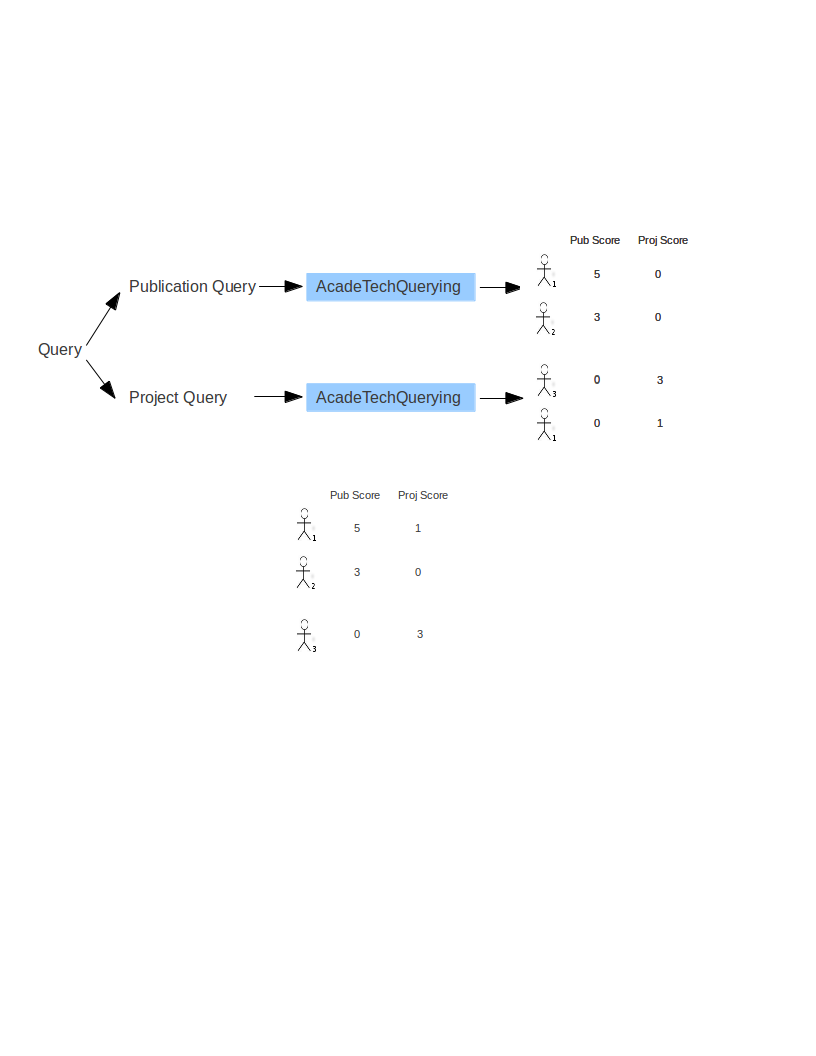 Pub Score Proj Score
Publication Query AcadeTechQuerying 1 5 0
2 3 0
Query
Project Query AcadeTechQuerying 3 0 3
1 0 1
Pub Score Proj Score
1 5 1
2 3 0
3 0 3